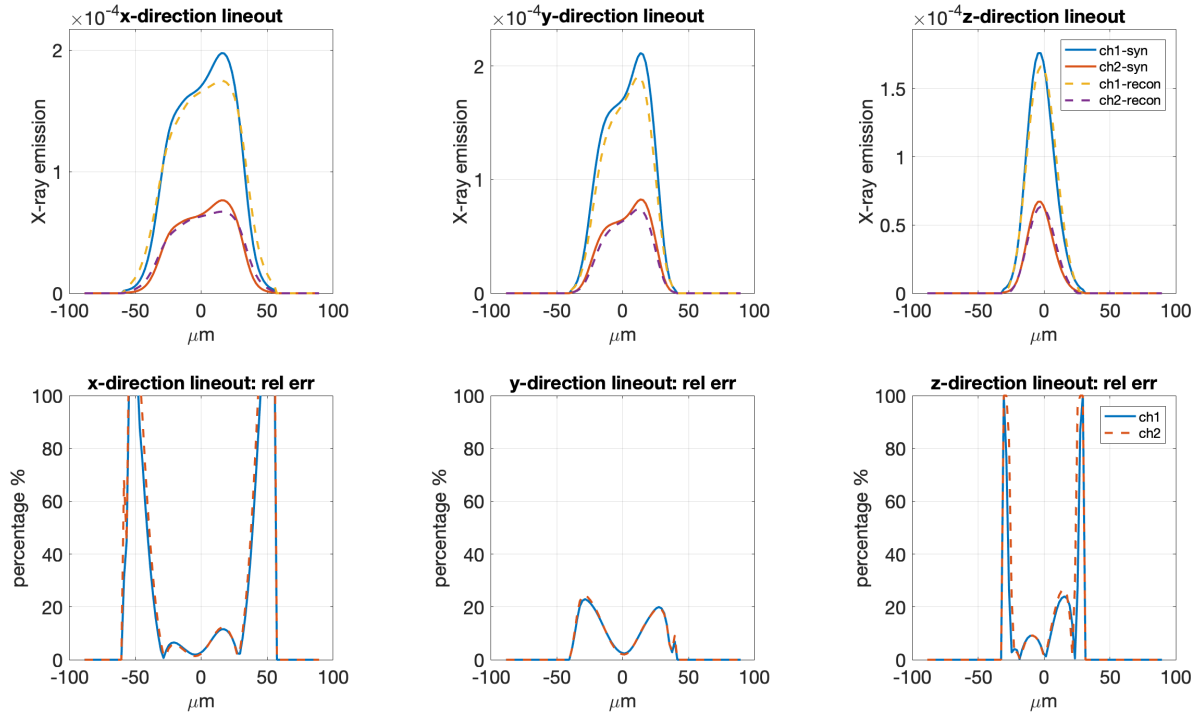 ×10⁻⁴ x-direction lineout
X-ray emission
2
1
0
-100 -50 0 50 100
μm
×10⁻⁴ y-direction lineout
X-ray emission
2
1
0
-100 -50 0 50 100
μm
×10⁻⁴ z-direction lineout
X-ray emission
1.5
1
0.5
0
-100 -50 0 50 100
μm
ch1-syn
ch2-syn
ch1-recon
ch2-recon
x-direction lineout: rel err
percentage %
100
80
60
40
20
0
-100 -50 0 50 100
μm
y-direction lineout: rel err
percentage %
100
80
60
40
20
0
-100 -50 0 50 100
μm
z-direction lineout: rel err
percentage %
100
80
60
40
20
0
-100 -50 0 50 100
μm
ch1
ch2